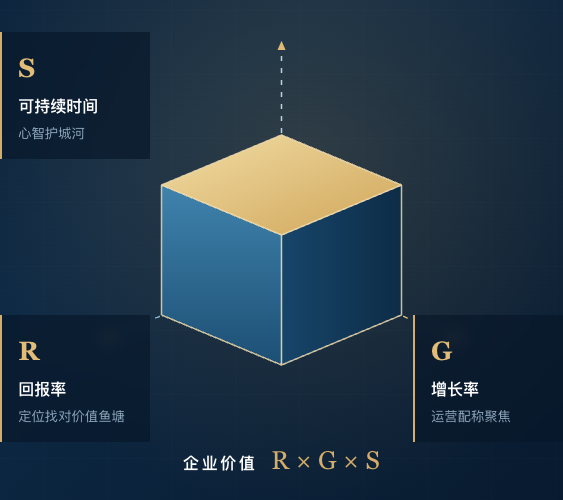 S
可持续时间
心智护城河
R
回报率
定位找对价值鱼塘
G
增长率
运营配称聚焦
企业价值 R × G × S